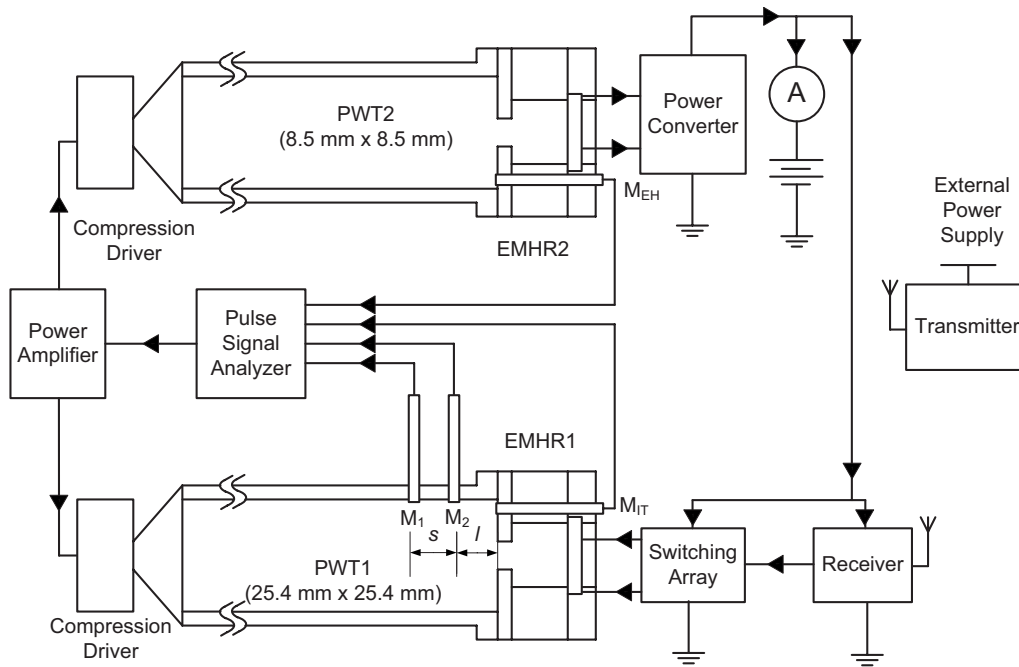 PWT2
(8.5 mm x 8.5 mm)
Power
Converter
A
M_EH
External
Power
Supply
Compression
Driver
EMHR2
Power
Amplifier
Pulse
Signal
Analyzer
Transmitter
EMHR1
M_1
M_2
M_IT
s
l
Switching
Array
Receiver
PWT1
(25.4 mm x 25.4 mm)
Compression
Driver